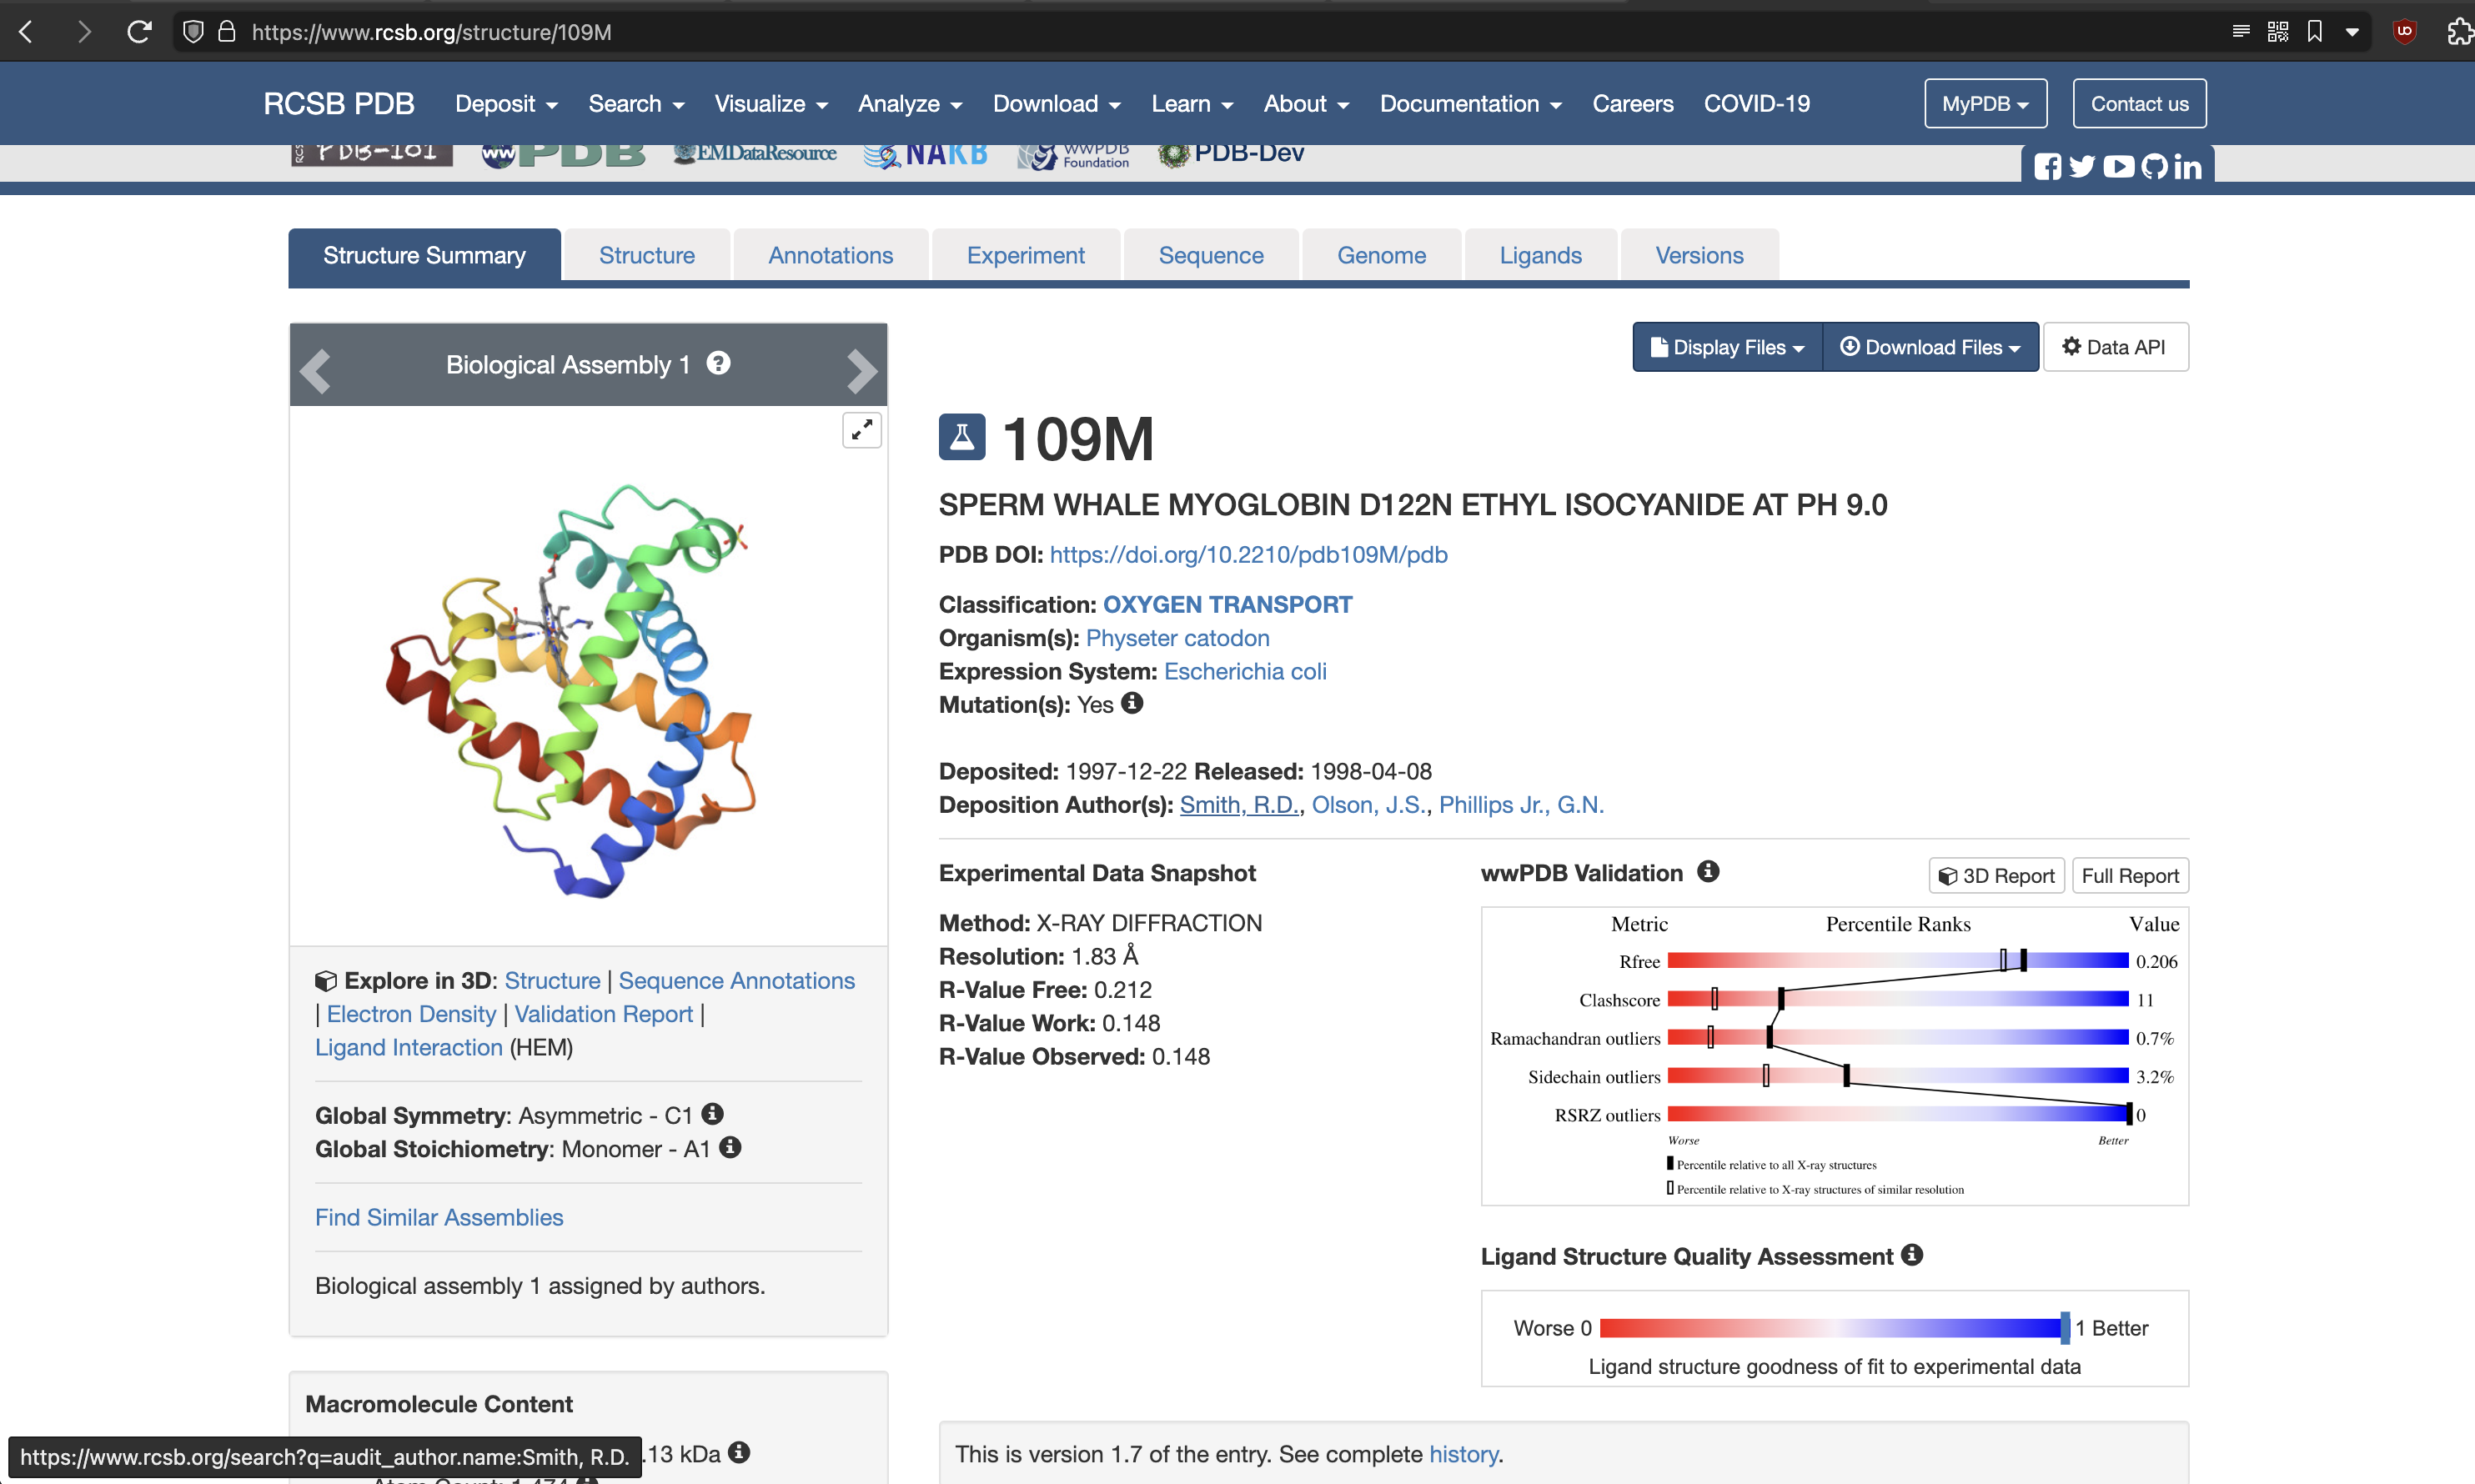 https://www.rcsb.org/structure/109M
RCSB PDB Deposit Search Visualize Analyze Download Learn About Documentation Careers COVID-19 MyPDB Contact us
RCSB PDB-101 wwPDB EMDataResource NAKB wwPDB Foundation PDB-Dev
Structure Summary Structure Annotations Experiment Sequence Genome Ligands Versions
Biological Assembly 1
Display Files Download Files Data API
109M
SPERM WHALE MYOGLOBIN D122N ETHYL ISOCYANIDE AT PH 9.0
PDB DOI: https://doi.org/10.2210/pdb109M/pdb
Classification: OXYGEN TRANSPORT
Organism(s): Physeter catodon
Expression System: Escherichia coli
Mutation(s): Yes
Deposited: 1997-12-22 Released: 1998-04-08
Deposition Author(s): Smith, R.D., Olson, J.S., Phillips Jr., G.N.
Explore in 3D: Structure | Sequence Annotations
| Electron Density | Validation Report |
Ligand Interaction (HEM)
Global Symmetry: Asymmetric - C1
Global Stoichiometry: Monomer - A1
Find Similar Assemblies
Biological assembly 1 assigned by authors.
Macromolecule Content
.13 kDa
https://www.rcsb.org/search?q=audit_author.name:Smith, R.D.
Experimental Data Snapshot
Method: X-RAY DIFFRACTION
Resolution: 1.83 Å
R-Value Free: 0.212
R-Value Work: 0.148
R-Value Observed: 0.148
wwPDB Validation 3D Report Full Report
Metric Percentile Ranks Value
Rfree 0.206
Clashscore 11
Ramachandran outliers 0.7%
Sidechain outliers 3.2%
RSRZ outliers 0
Worse Better
Percentile relative to all X-ray structures
Percentile relative to X-ray structures of similar resolution
Ligand Structure Quality Assessment
Worse 0 1 Better
Ligand structure goodness of fit to experimental data
This is version 1.7 of the entry. See complete history.